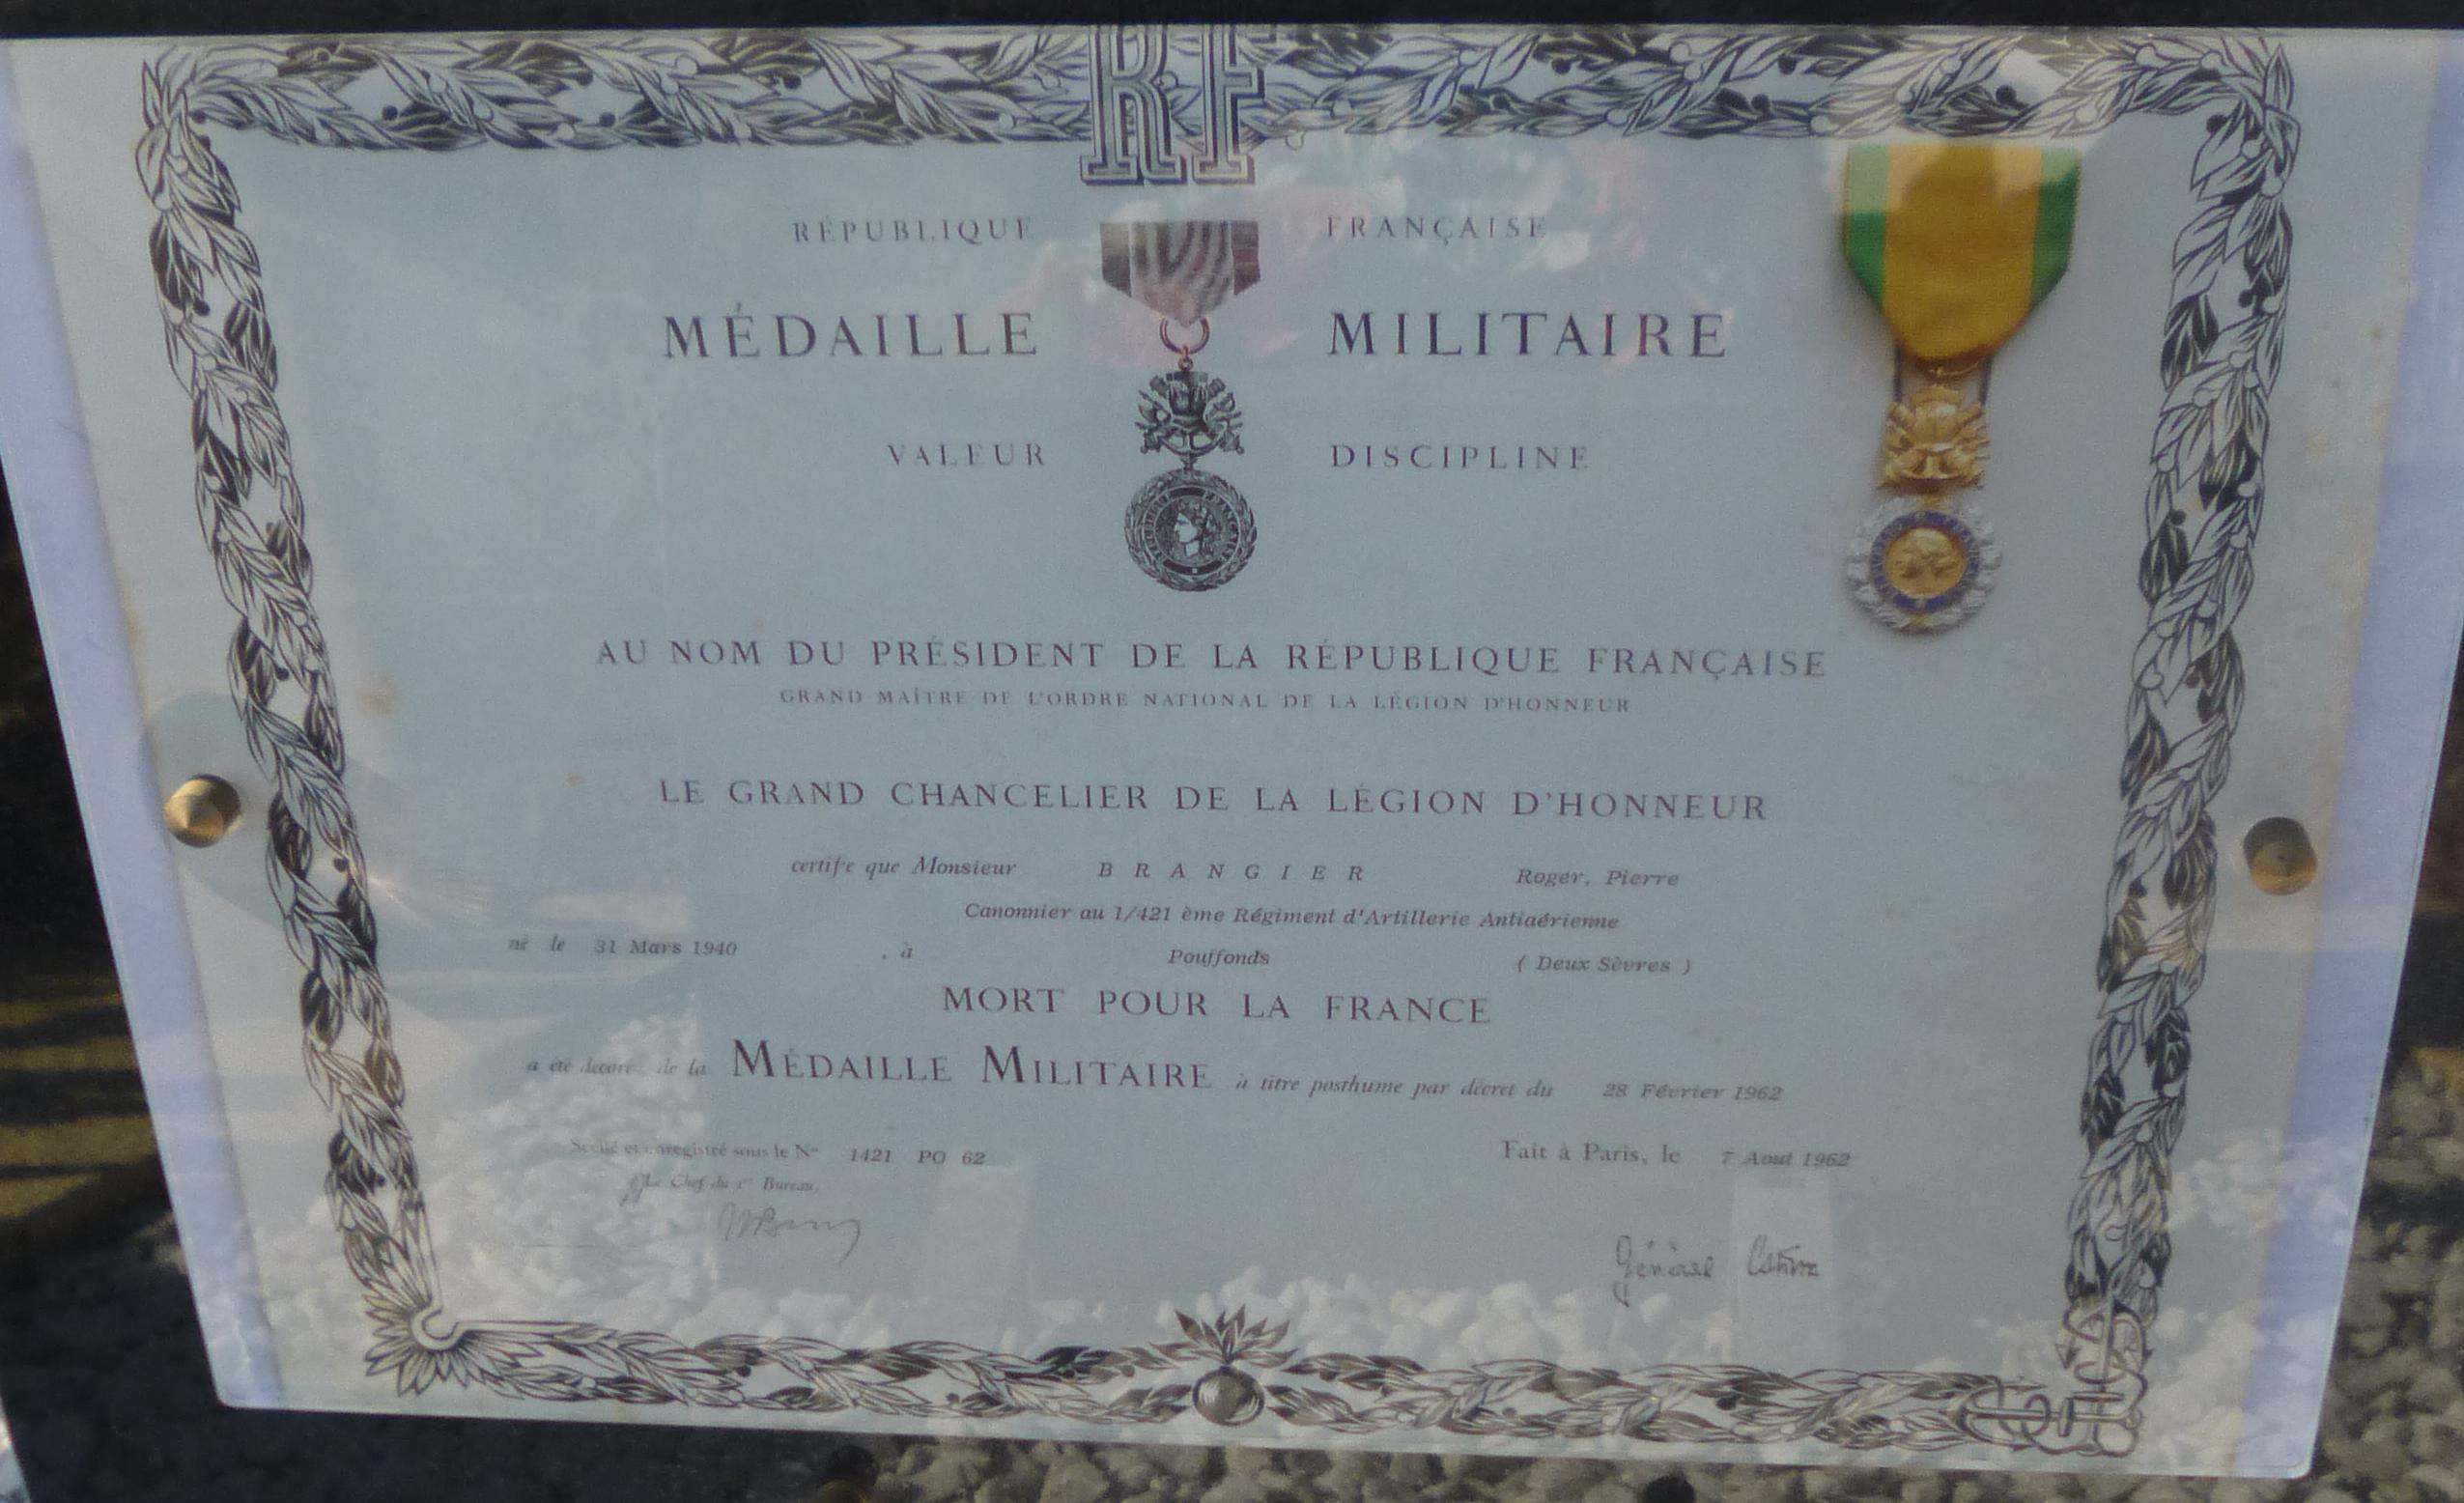 RF
RÉPUBLIQUE FRANÇAISE
MÉDAILLE MILITAIRE
VALEUR DISCIPLINE
AU NOM DU PRÉSIDENT DE LA RÉPUBLIQUE FRANÇAISE
GRAND MAÎTRE DE L'ORDRE NATIONAL DE LA LÉGION D'HONNEUR
LE GRAND CHANCELIER DE LA LÉGION D'HONNEUR
certifie que Monsieur BRANGIER Roger, Pierre
Canonnier au 1/421 ème Régiment d'Artillerie Antiaérienne
né le 31 Mars 1940 , à Pouffonds ( Deux Sèvres )
MORT POUR LA FRANCE
a été décoré de la MÉDAILLE MILITAIRE à titre posthume par décret du 28 Février 1962
Scellé et enregistré sous le N° 1421 PO 62 Fait à Paris, le 7 Aout 1962
Le Chef du 1er Bureau.
Général Catroux